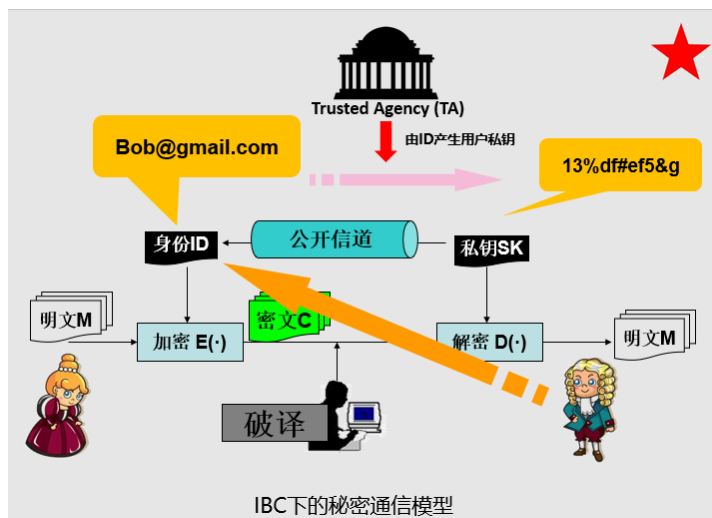 Trusted Agency (TA)
由ID产生用户私钥
Bob@gmail.com
13%df#ef5&g
身份ID
公开信道
私钥SK
明文M
加密 E(·)
密文C
解密 D(·)
明文M
破译
IBC下的秘密通信模型